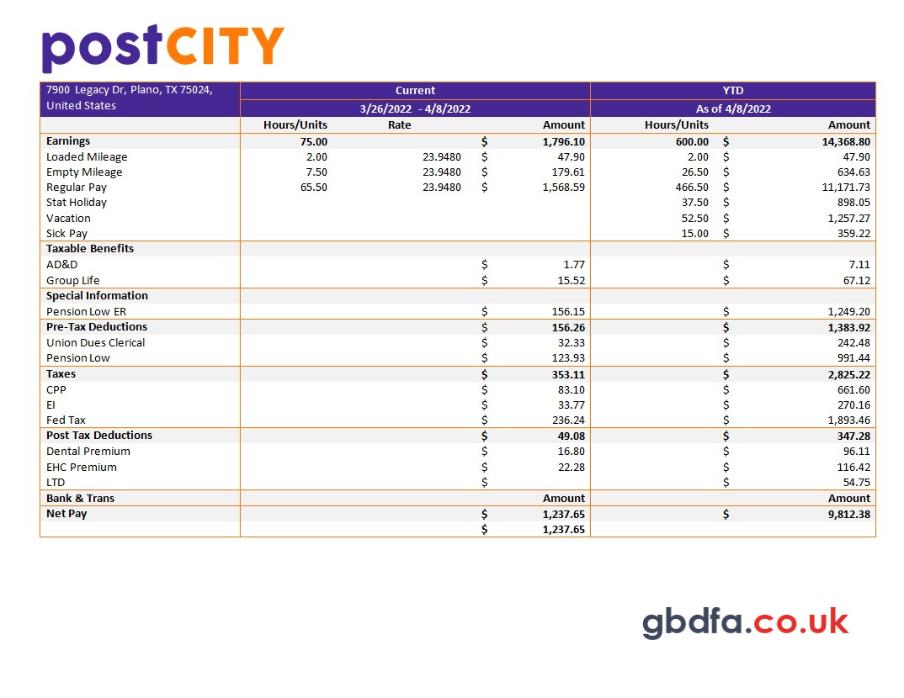 postCITY
7900 Legacy Dr, Plano, TX 75024, Current YTD
United States 3/26/2022 - 4/8/2022 As of 4/8/2022
Hours/Units Rate Amount Hours/Units Amount
Earnings 75.00 $ 1,796.10 600.00 $ 14,368.80
Loaded Mileage 2.00 23.9480 $ 47.90 2.00 $ 47.90
Empty Mileage 7.50 23.9480 $ 179.61 26.50 $ 634.63
Regular Pay 65.50 23.9480 $ 1,568.59 466.50 $ 11,171.73
Stat Holiday 37.50 $ 898.05
Vacation 52.50 $ 1,257.27
Sick Pay 15.00 $ 359.22
Taxable Benefits
AD&D $ 1.77 $ 7.11
Group Life $ 15.52 $ 67.12
Special Information
Pension Low ER $ 156.15 $ 1,249.20
Pre-Tax Deductions $ 156.26 $ 1,383.92
Union Dues Clerical $ 32.33 $ 242.48
Pension Low $ 123.93 $ 991.44
Taxes $ 353.11 $ 2,825.22
CPP $ 83.10 $ 661.60
EI $ 33.77 $ 270.16
Fed Tax $ 236.24 $ 1,893.46
Post Tax Deductions $ 49.08 $ 347.28
Dental Premium $ 16.80 $ 96.11
EHC Premium $ 22.28 $ 116.42
LTD $ $ 54.75
Bank & Trans Amount Amount
Net Pay $ 1,237.65 $ 9,812.38
$ 1,237.65
gbdfa.co.uk